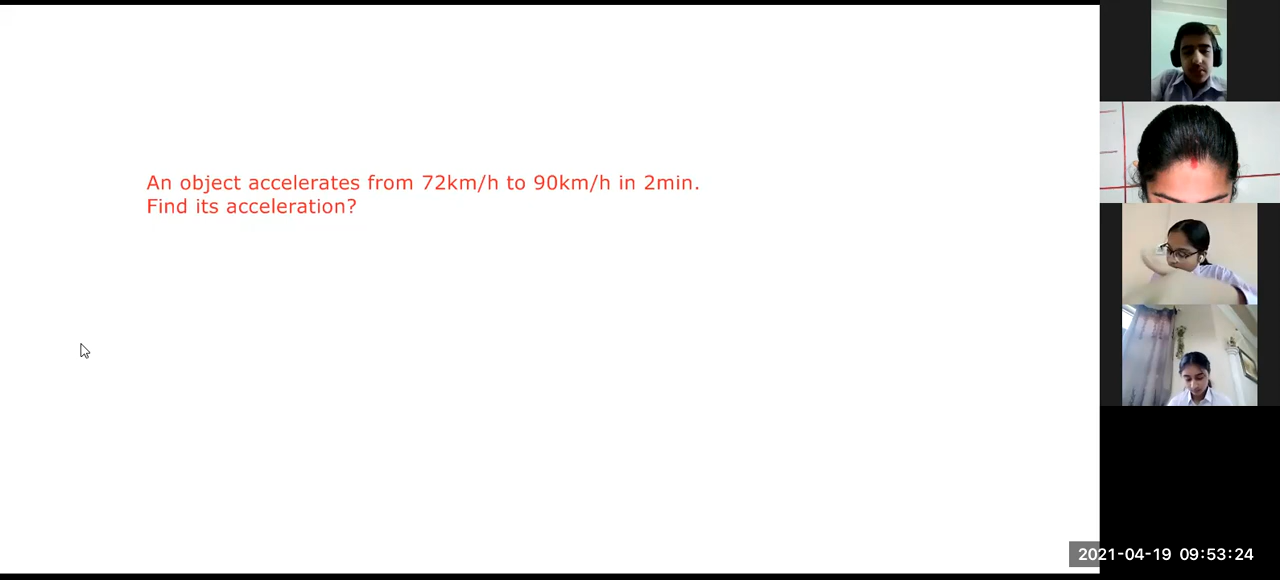 An object accelerates from 72km/h to 90km/h in 2min.
Find its acceleration?
2021-04-19 09:53:24